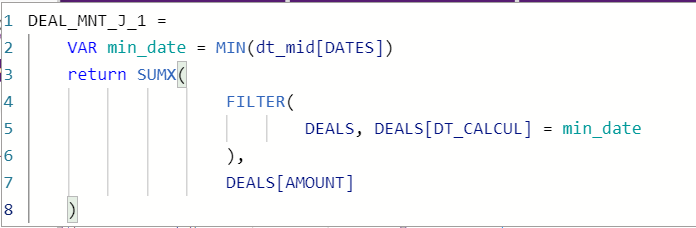 1 DEAL_MNT_J_1 =
2 VAR min_date = MIN(dt_mid[DATES])
3 return SUMX(
4 FILTER(
5 DEALS, DEALS[DT_CALCUL] = min_date
6 ),
7 DEALS[AMOUNT]
8 )